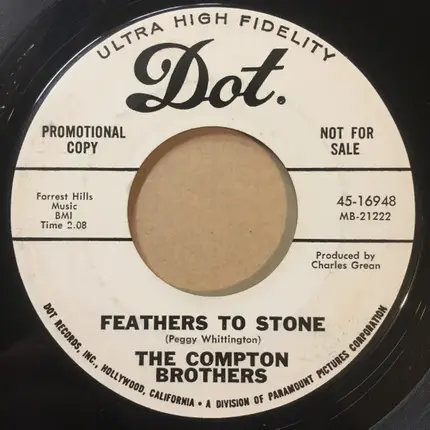 ULTRA HIGH FIDELITY
Dot.
PROMOTIONAL
COPY
NOT FOR
SALE
Forrest Hills
Music
BMI
Time 2.08
45-16948
MB-21222
Produced by
Charles Grean
FEATHERS TO STONE
(Peggy Whittington)
THE COMPTON
BROTHERS
DOT RECORDS, INC., HOLLYWOOD, CALIFORNIA • A DIVISION OF PARAMOUNT PICTURES CORPORATION